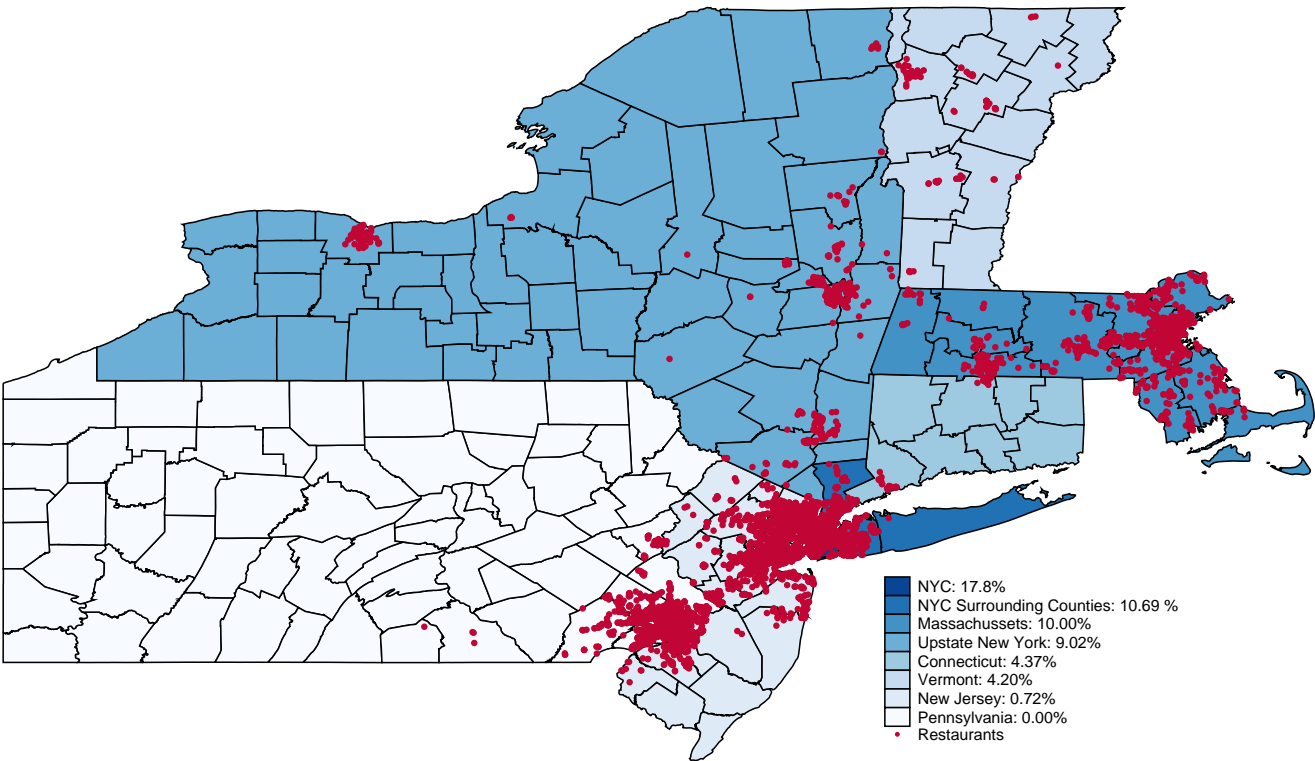 NYC: 17.8%
NYC Surrounding Counties: 10.69 %
Massachussets: 10.00%
Upstate New York: 9.02%
Connecticut: 4.37%
Vermont: 4.20%
New Jersey: 0.72%
Pennsylvania: 0.00%
Restaurants